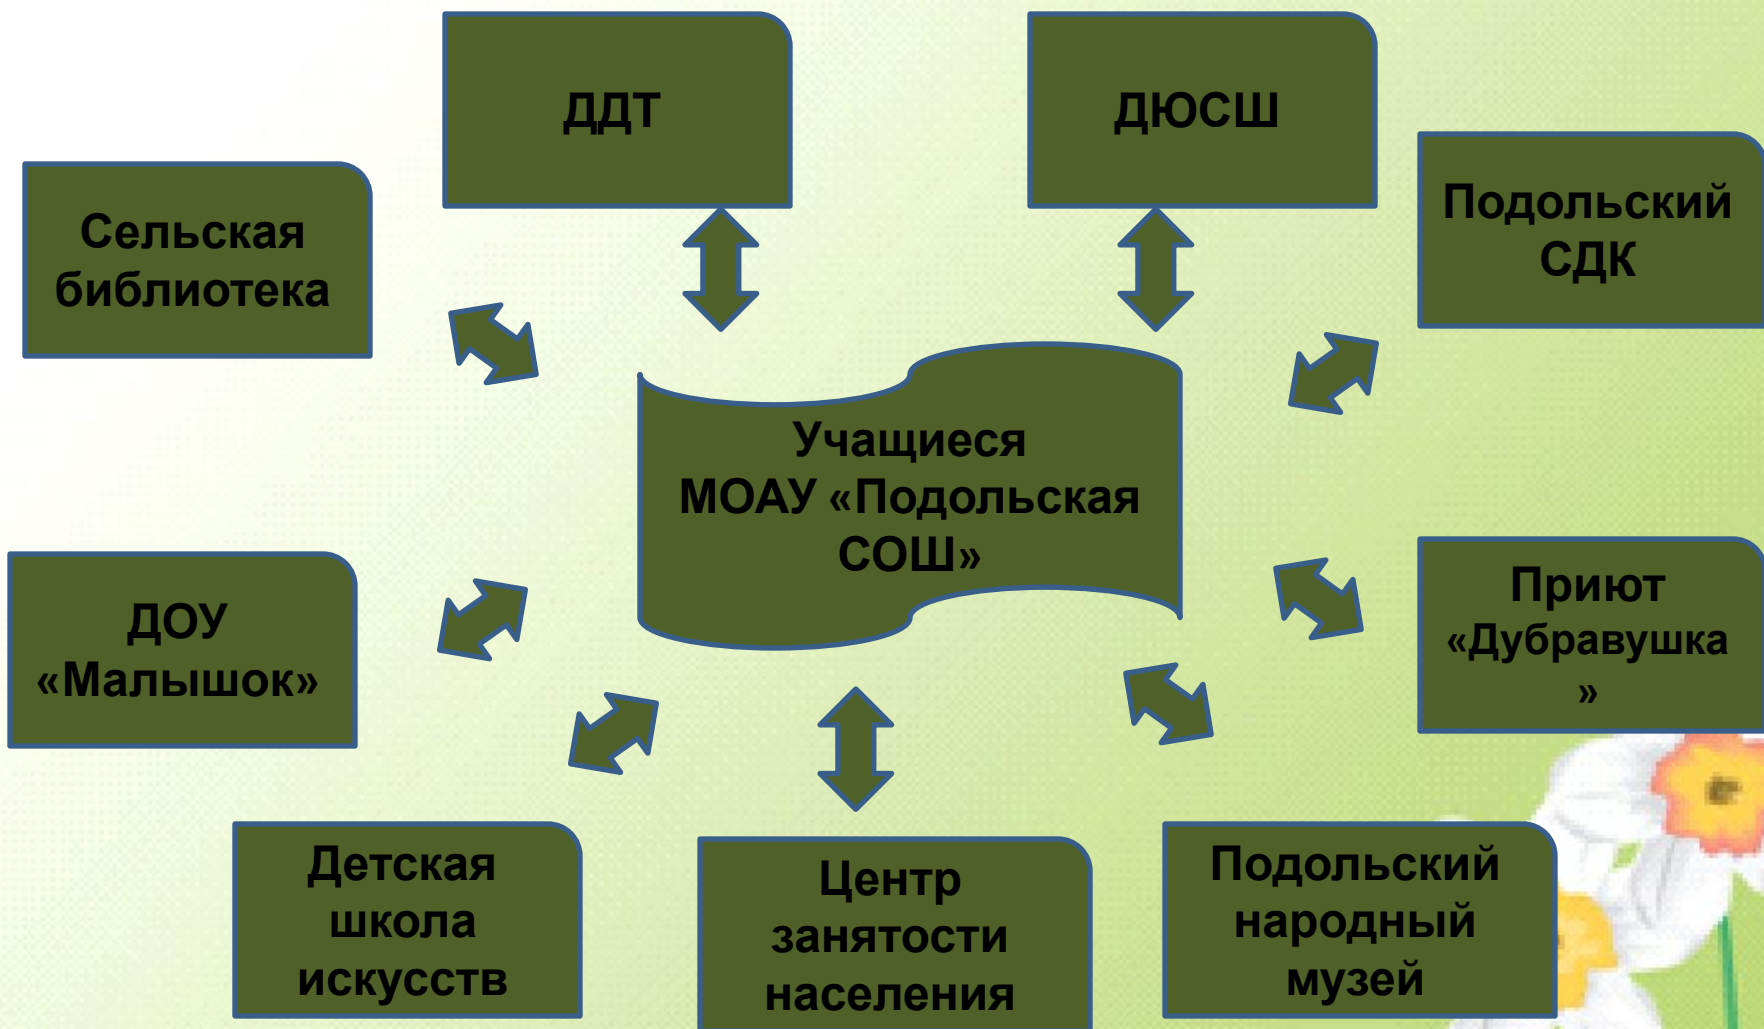 ДДТ
ДЮСШ
Сельская
библиотека
Подольский
СДК
Учащиеся
МОАУ «Подольская
СОШ»
ДОУ
«Малышок»
Приют
«Дубравушка
»
Детская
школа
искусств
Центр
занятости
населения
Подольский
народный
музей